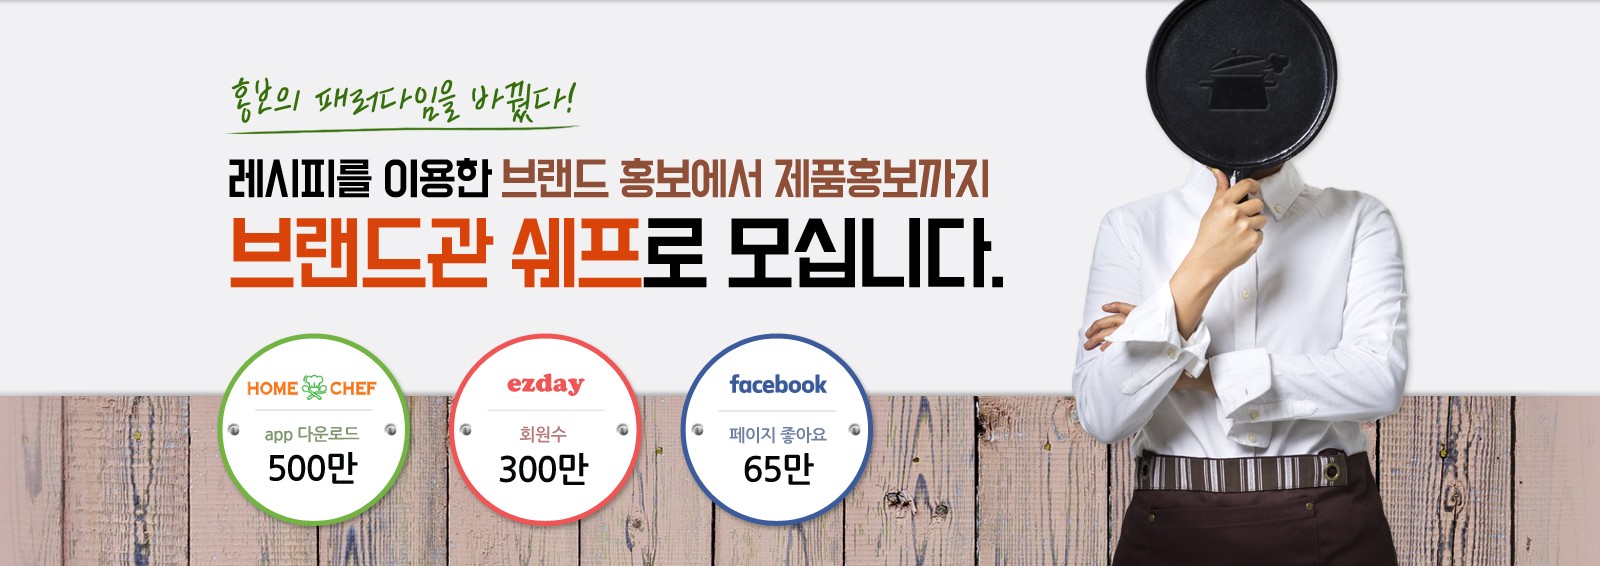 홍보의 패러다임을 바꿨다!
레시피를 이용한 브랜드 홍보에서 제품홍보까지
브랜드관 쉐프로 모십니다.
HOME CHEF
app 다운로드
500만
ezday
회원수
300만
facebook
페이지 좋아요
65만